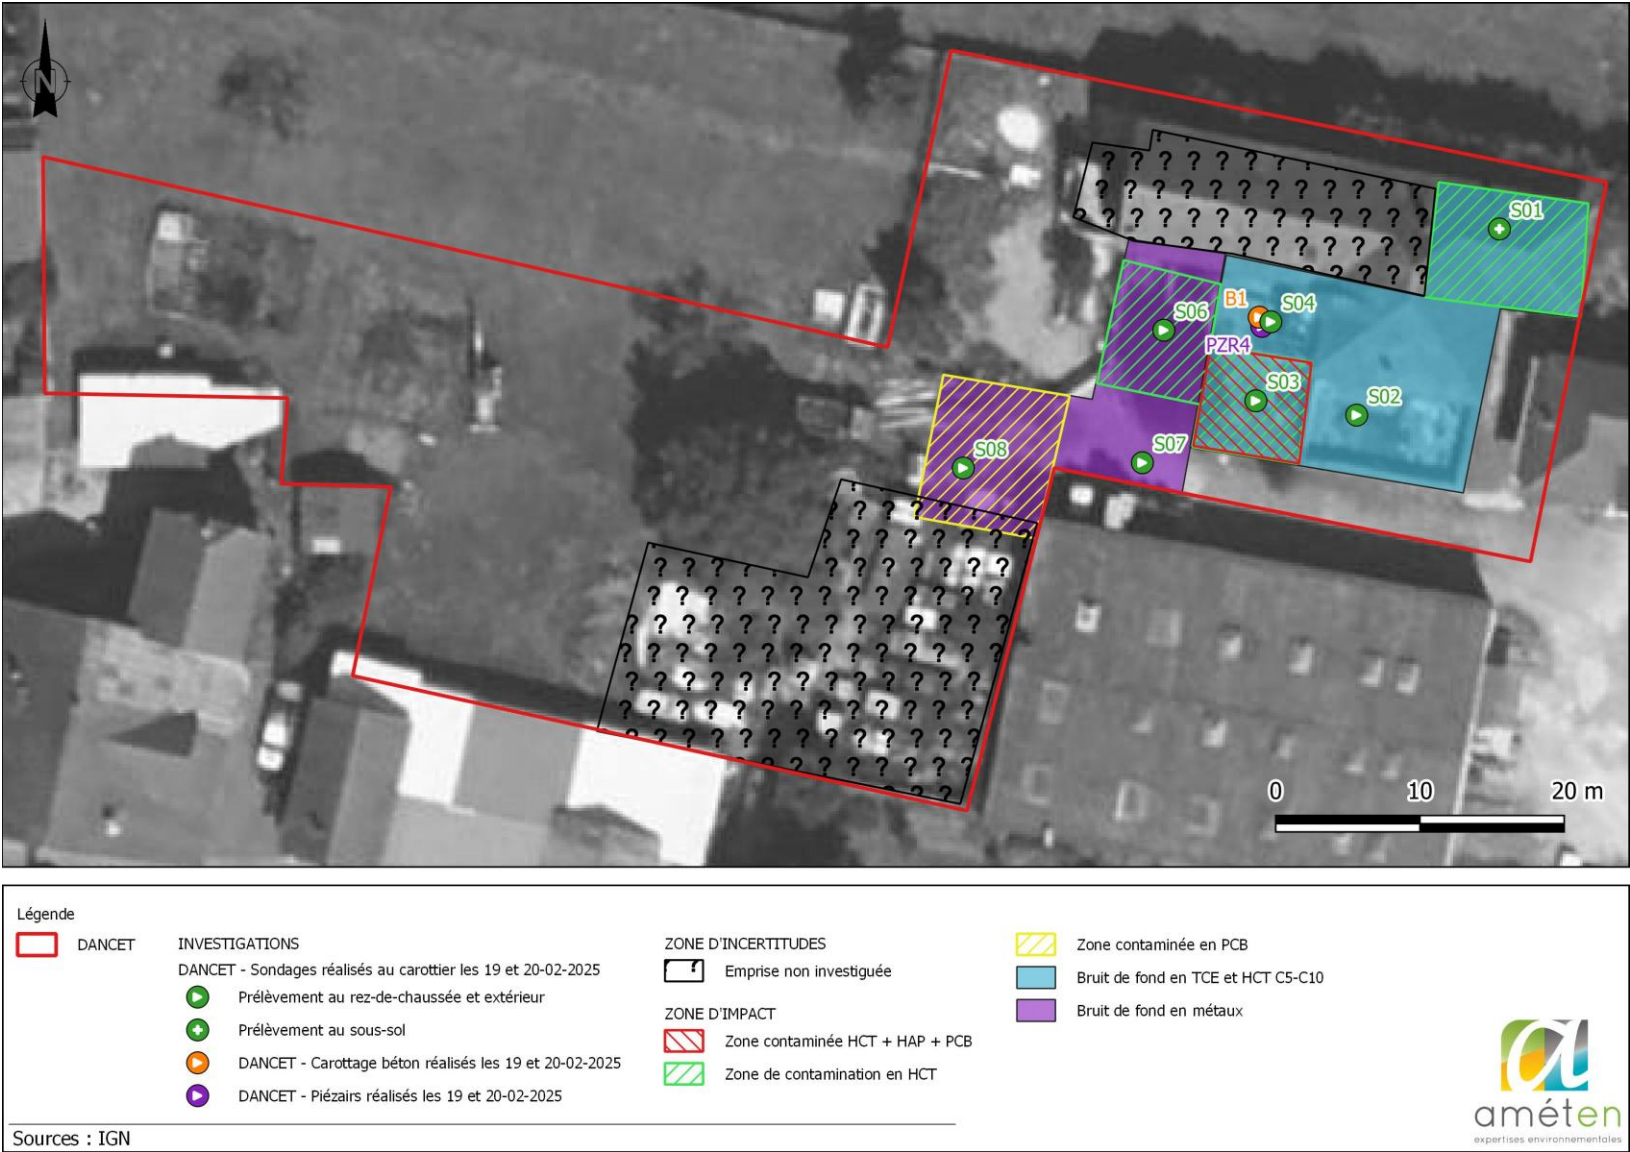 N
S01
B1
S04
S06
PZR4
S03
S02
S08
S07
0 10 20 m
Légende
DANCET
INVESTIGATIONS
DANCET - Sondages réalisés au carottier les 19 et 20-02-2025
Prélèvement au rez-de-chaussée et extérieur
Prélèvement au sous-sol
DANCET - Carottage béton réalisés les 19 et 20-02-2025
DANCET - Piézairs réalisés les 19 et 20-02-2025
ZONE D'INCERTITUDES
Emprise non investiguée
ZONE D'IMPACT
Zone contaminée HCT + HAP + PCB
Zone de contamination en HCT
Zone contaminée en PCB
Bruit de fond en TCE et HCT C5-C10
Bruit de fond en métaux
Sources : IGN
a
améten
expertises environnementales